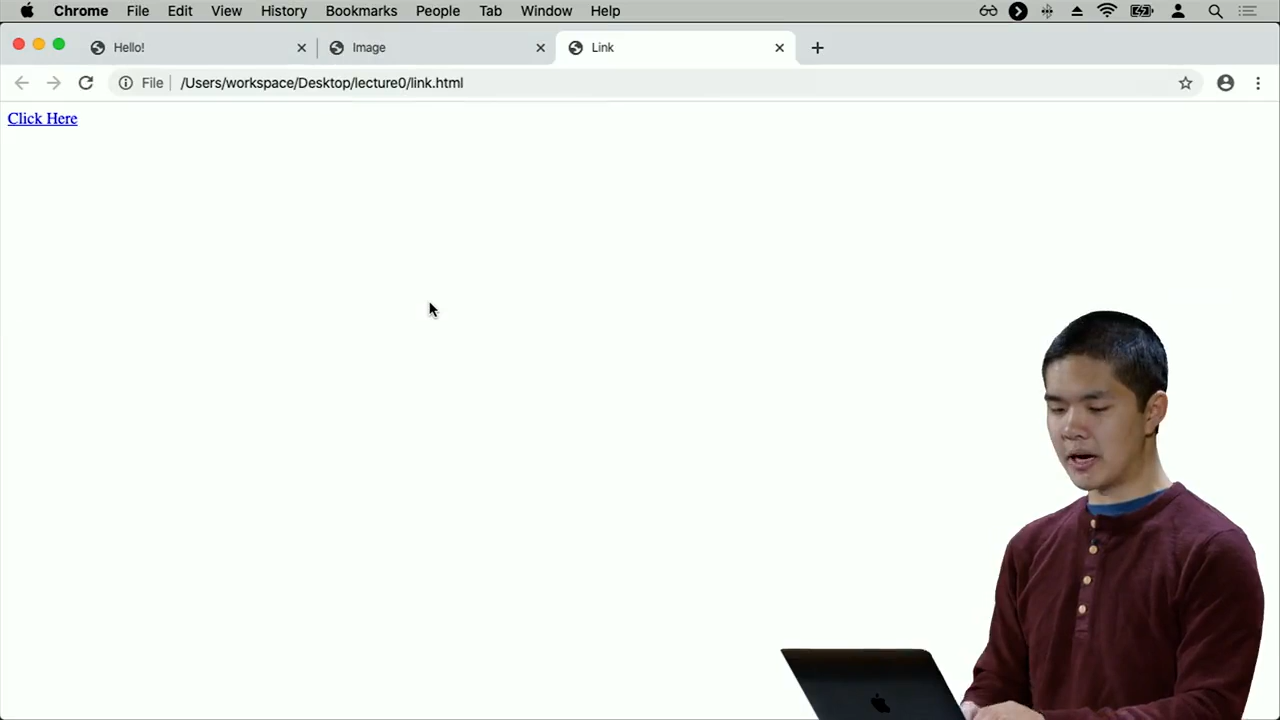 Chrome File Edit View History Bookmarks People Tab Window Help
Hello! Image Link
File /Users/workspace/Desktop/lecture0/link.html
Click Here